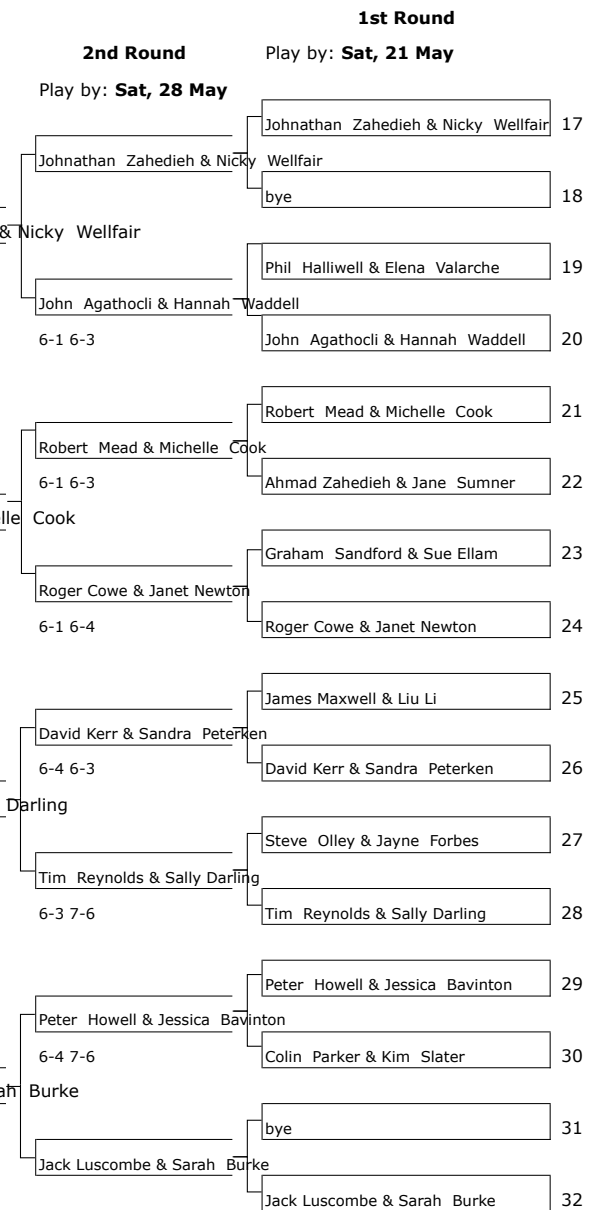 1st Round
2nd Round
Play by: Sat, 21 May
Play by: Sat, 28 May
Johnathan Zahedieh & Nicky Wellfair 17
Johnathan Zahedieh & Nicky Wellfair
bye 18
& Nicky Wellfair
Phil Halliwell & Elena Valarche 19
John Agathocli & Hannah Waddell
6-1 6-3
John Agathocli & Hannah Waddell 20
Robert Mead & Michelle Cook 21
Robert Mead & Michelle Cook
6-1 6-3
Ahmad Zahedieh & Jane Sumner 22
lle Cook
Graham Sandford & Sue Ellam 23
Roger Cowe & Janet Newton
6-1 6-4
Roger Cowe & Janet Newton 24
James Maxwell & Liu Li 25
David Kerr & Sandra Peterken
6-4 6-3
David Kerr & Sandra Peterken 26
Darling
Steve Olley & Jayne Forbes 27
Tim Reynolds & Sally Darling
6-3 7-6
Tim Reynolds & Sally Darling 28
Peter Howell & Jessica Bavinton 29
Peter Howell & Jessica Bavinton
6-4 7-6
Colin Parker & Kim Slater 30
ah Burke
bye 31
Jack Luscombe & Sarah Burke
Jack Luscombe & Sarah Burke 32